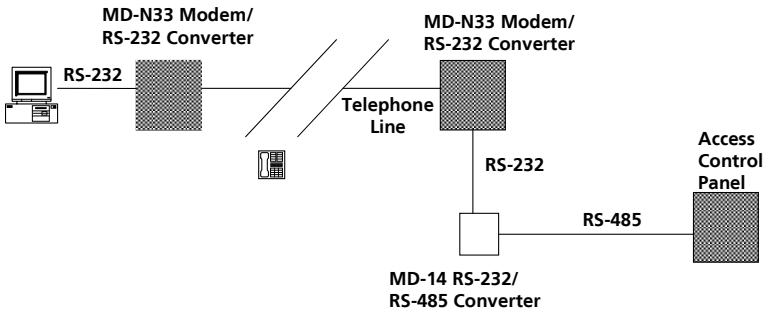 MD-N33 Modem/
RS-232 Converter
MD-N33 Modem/
RS-232 Converter
RS-232
Telephone
Line
RS-232
Access
Control
Panel
RS-485
MD-14 RS-232/
RS-485 Converter